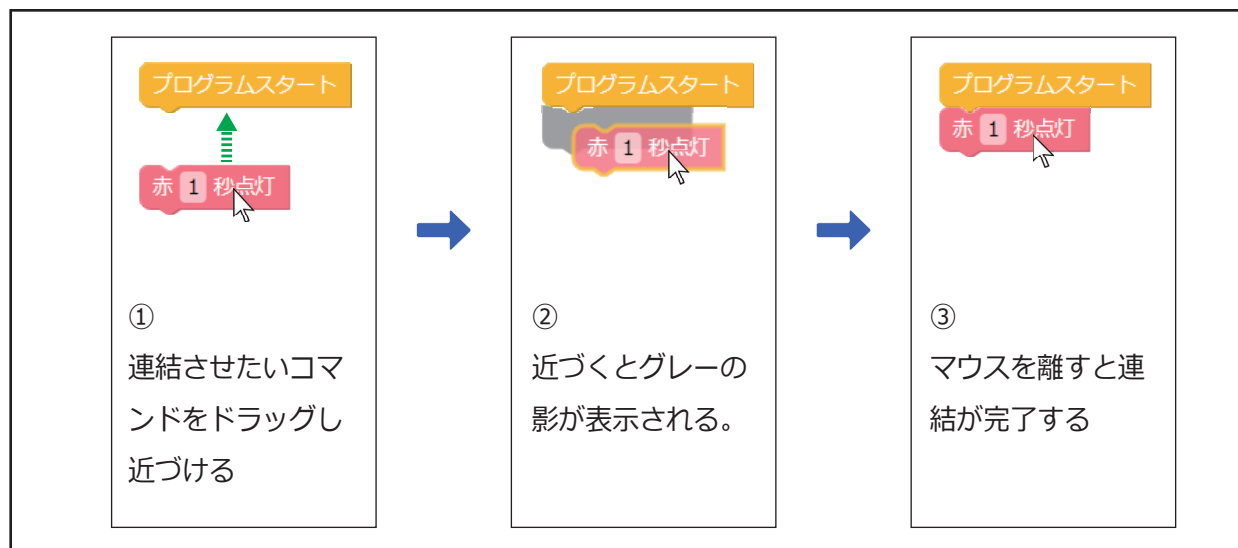 プログラムスタート
赤 1 秒点灯
①
連結させたいコマ
ンドをドラッグし
近づける
プログラムスタート
赤 1 秒点灯
②
近づくとグレーの
影が表示される。
プログラムスタート
赤 1 秒点灯
③
マウスを離すと連
結が完了する